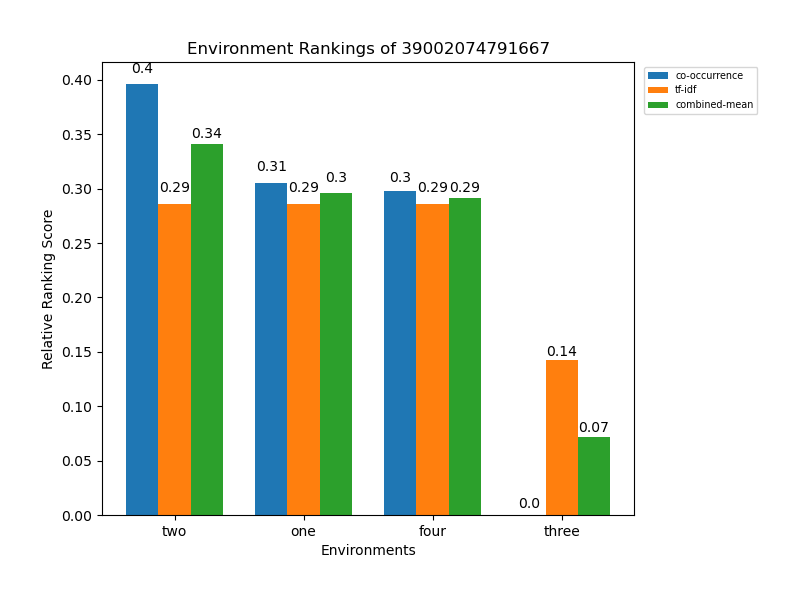 Environment Rankings of 39002074791667
co-occurrence
tf-idf
combined-mean
Relative Ranking Score
0.40
0.35
0.30
0.25
0.20
0.15
0.10
0.05
0.00
0.4
0.29
0.34
0.31
0.29
0.3
0.3
0.29
0.29
0.0
0.14
0.07
two
one
four
three
Environments